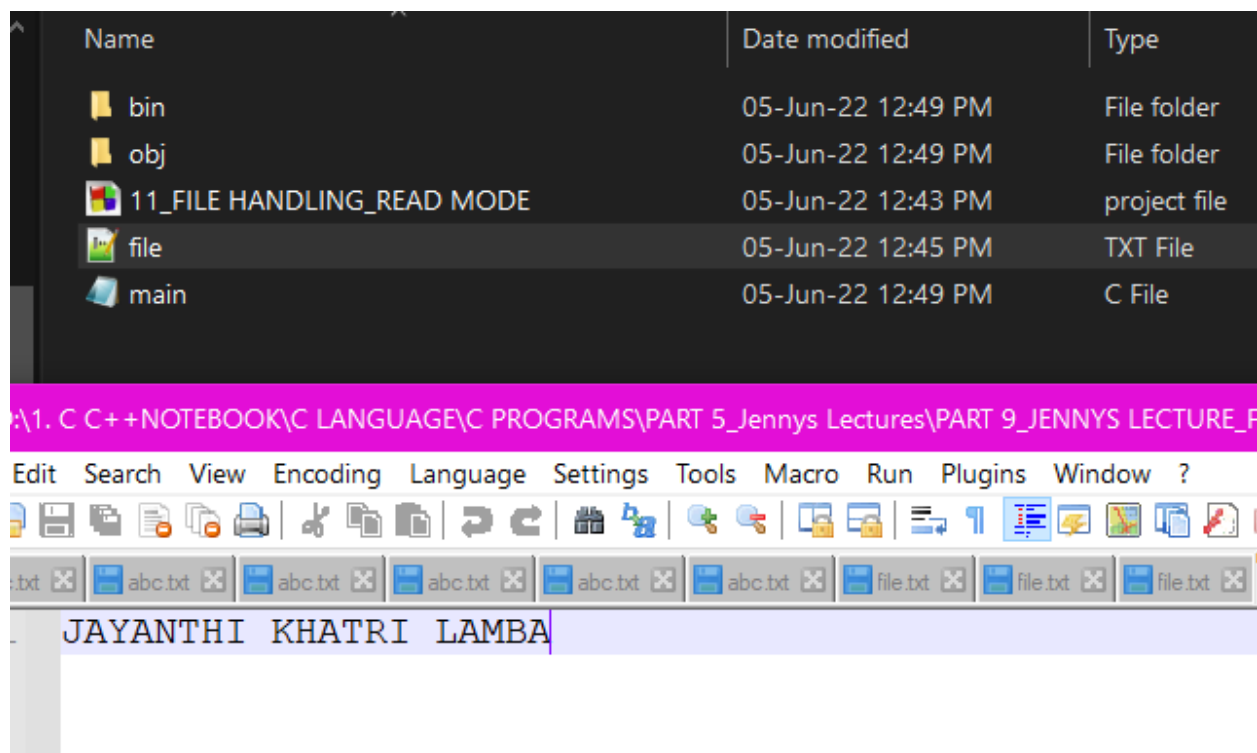 Name Date modified Type
bin 05-Jun-22 12:49 PM File folder
obj 05-Jun-22 12:49 PM File folder
11_FILE HANDLING_READ MODE 05-Jun-22 12:43 PM project file
file 05-Jun-22 12:45 PM TXT File
main 05-Jun-22 12:49 PM C File
:\1. C C++NOTEBOOK\C LANGUAGE\C PROGRAMS\PART 5_Jennys Lectures\PART 9_JENNYS LECTURE_F
Edit Search View Encoding Language Settings Tools Macro Run Plugins Window ?
.txt abc.txt abc.txt abc.txt abc.txt abc.txt file.txt file.txt file.txt
JAYANTHI KHATRI LAMBA